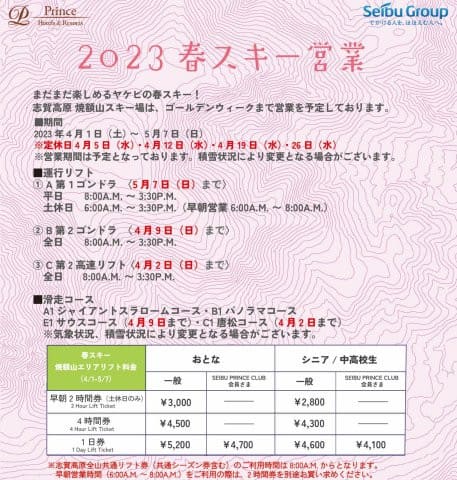 Prince
Hotels & Resorts
Seibu Group
でかける人を、ほほえむ人へ。
2023 春スキー営業
まだまだ楽しめるヤケビの春スキー！
志賀高原 焼額山スキー場は、ゴールデンウィークまで営業を予定しております。
■期間
2023年4月1日（土）〜 5月7日（日）
※定休日4月5日（水）・4月12日（水）・4月19日（水）・26日（水）
※営業期間は予定となっております。積雪状況により変更となる場合がございます。
■運行リフト
① A 第1ゴンドラ （5月7日（日）まで）
平日 8:00A.M. 〜 3:30P.M.
土休日 6:00A.M. 〜 3:30P.M.（早朝営業 6:00A.M. 〜 8:00A.M.）
② B 第2ゴンドラ （4月9日（日）まで）
全日 8:00A.M. 〜 3:30P.M.
③ C 第2高速リフト（4月2日（日）まで）
全日 8:00A.M. 〜 3:30P.M.
■滑走コース
A1 ジャイアントスラロームコース・B1 パノラマコース
E1 サウスコース（4月9日まで）・C1 唐松コース（4月2日まで）
※気象状況、積雪状況により変更となる場合がございます。
春スキー
焼額山エリアリフト料金
（4/1-5/7）
おとな
シニア / 中高校生
一般
SEIBU PRINCE CLUB
会員さま
一般
SEIBU PRINCE CLUB
会員さま
早朝2時間券（土休日のみ）
2 Hour Lift Ticket
¥3,000 —— ¥2,800 ——
4時間券
4 Hour Lift Ticket
¥4,500 —— ¥4,300 ——
1日券
1 Day Lift Ticket
¥5,200 ¥4,700 ¥4,600 ¥4,100
※志賀高原全山共通リフト券（共通シーズン券含む）のご利用時間は 8:00A.M. からとなります。
早朝営業時間（6:00A.M. 〜 8:00A.M.）をご利用の際は、2時間券を別途お買い求めください。